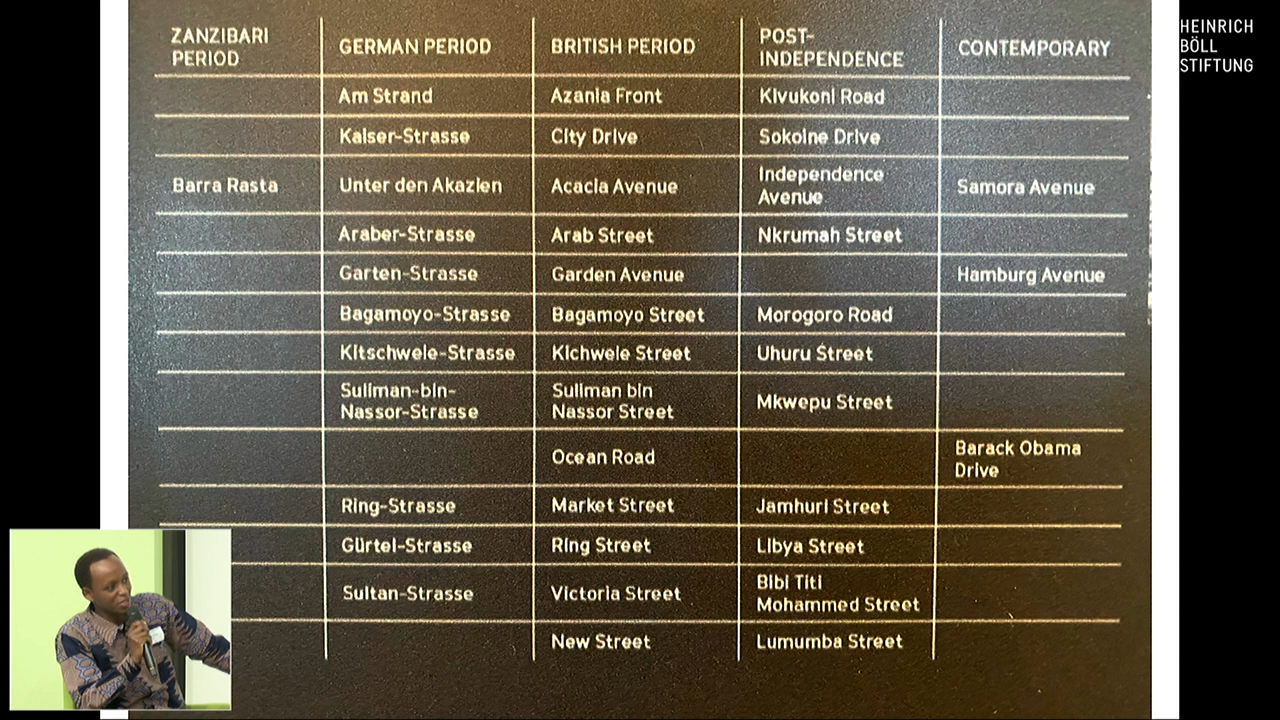 HEINRICH
BÖLL
STIFTUNG
ZANZIBARI PERIOD | GERMAN PERIOD | BRITISH PERIOD | POST-INDEPENDENCE | CONTEMPORARY
Am Strand | Azania Front | Kivukoni Road
Kaiser-Strasse | City Drive | Sokoine Drive
Barra Rasta | Unter den Akazien | Acacia Avenue | Independence Avenue | Samora Avenue
Araber-Strasse | Arab Street | Nkrumah Street
Garten-Strasse | Garden Avenue | Hamburg Avenue
Bagamoyo-Strasse | Bagamoyo Street | Morogoro Road
Kitschwele-Strasse | Kichwele Street | Uhuru Street
Suliman-bin-Nassor-Strasse | Suliman bin Nassor Street | Mkwepu Street
Ocean Road | Barack Obama Drive
Ring-Strasse | Market Street | Jamhuri Street
Gürtel-Strasse | Ring Street | Libya Street
Sultan-Strasse | Victoria Street | Bibi Titi Mohammed Street
New Street | Lumumba Street